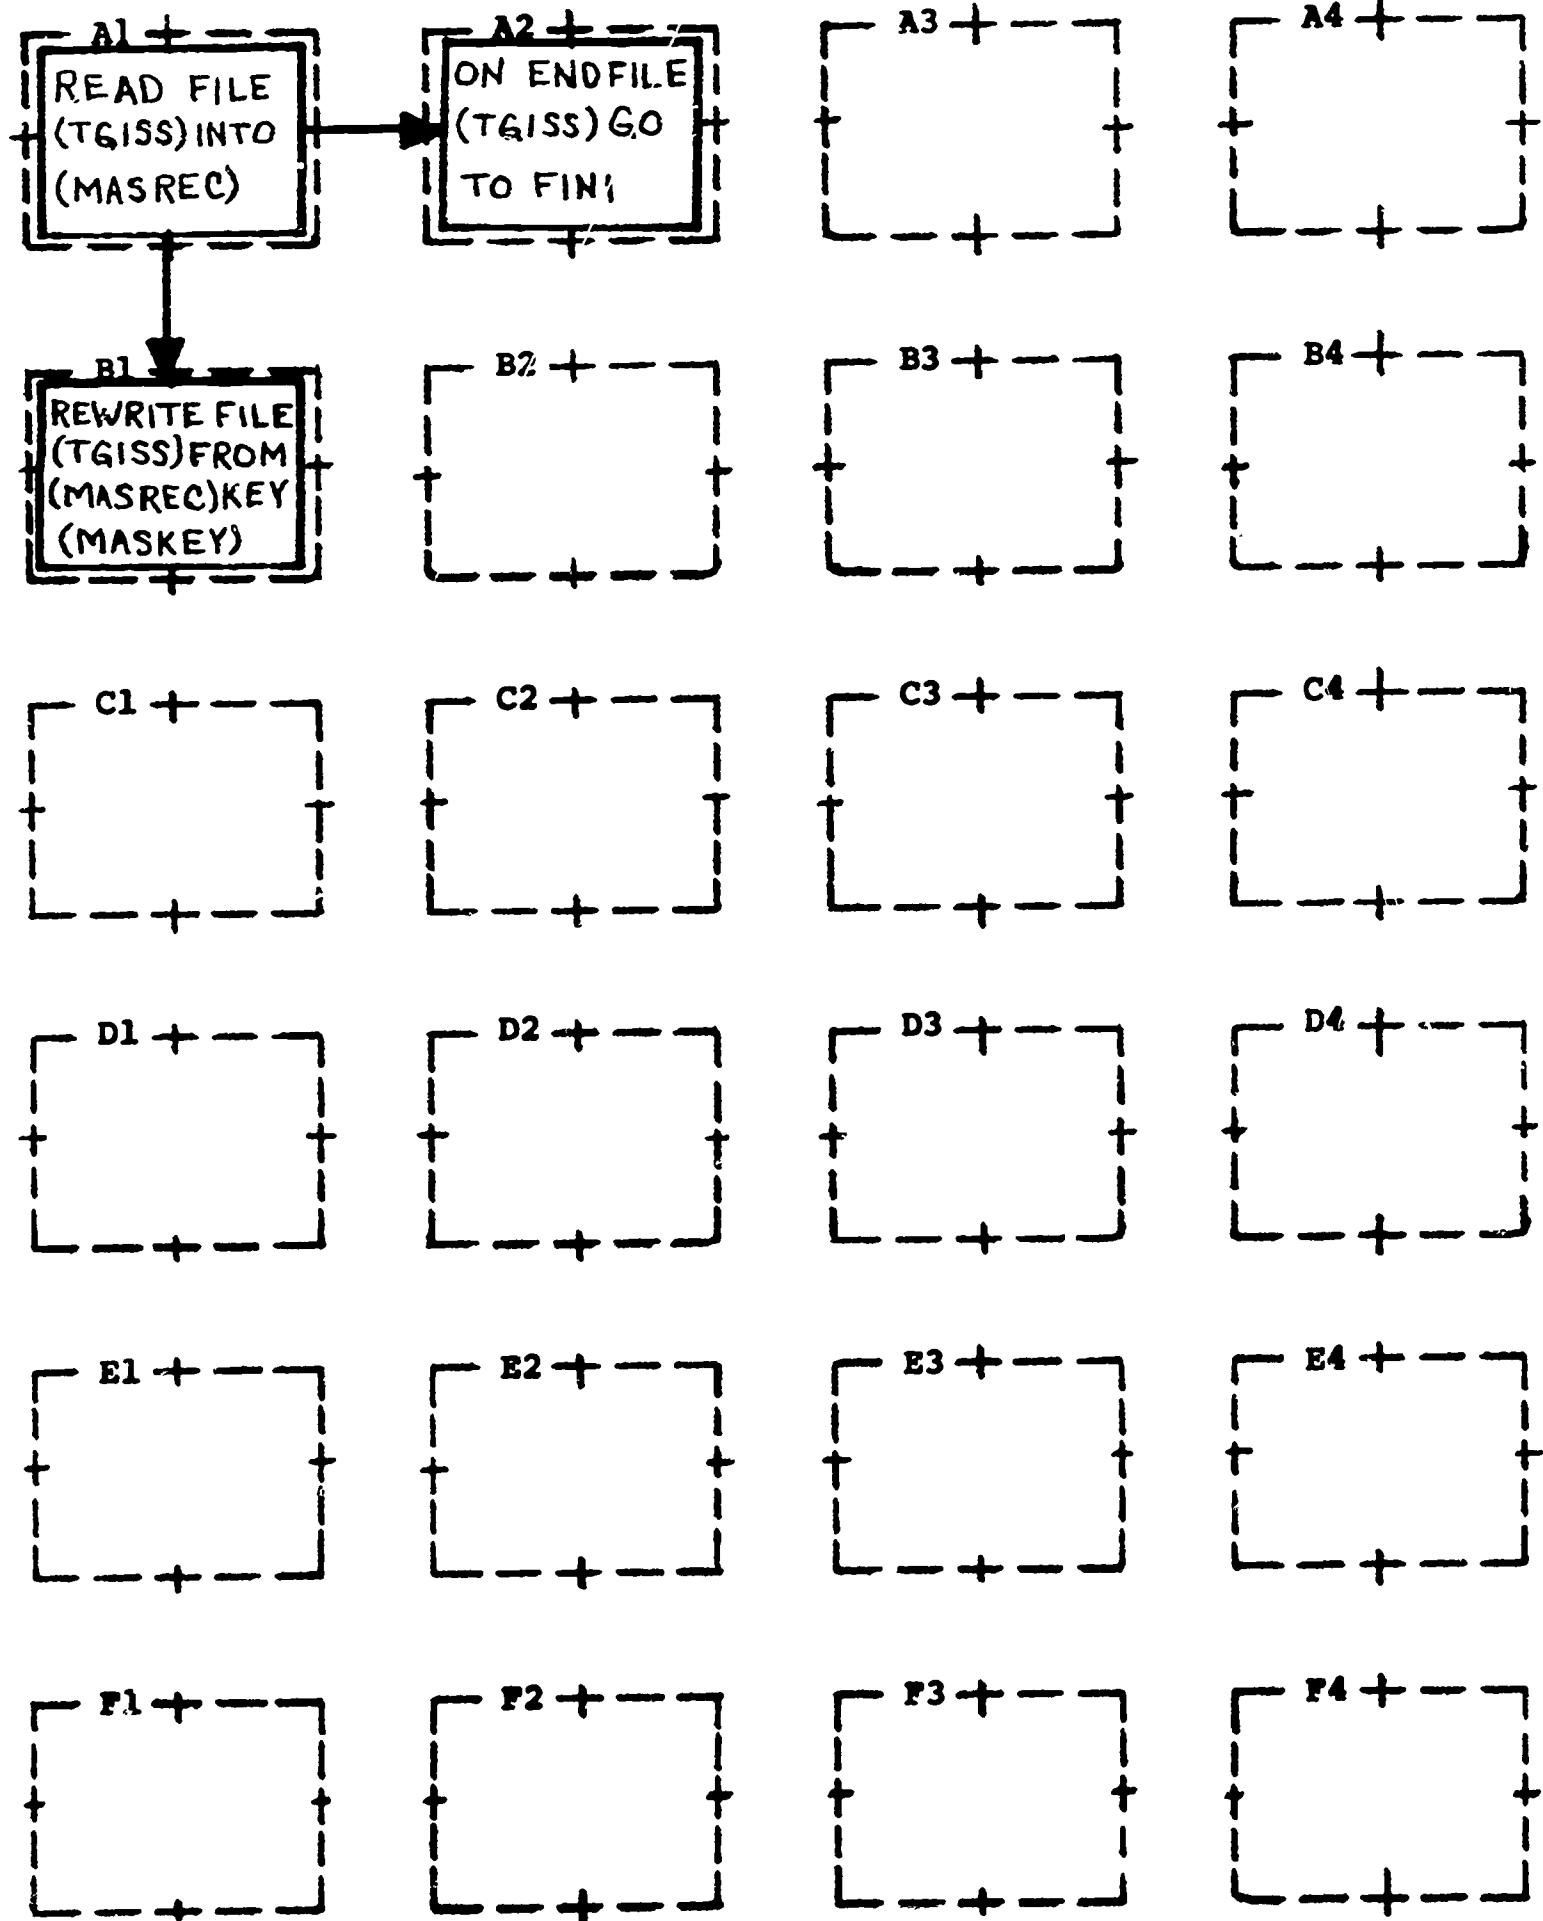 A1
READ FILE
(TGISS) INTO
(MASREC)
A2
ON ENDFILE
(TGISS) GO
TO FIN1
A3
A4
B1
REWRITE FILE
(TGISS) FROM
(MASREC) KEY
(MASKEY)
B2
B3
B4
C1
C2
C3
C4
D1
D2
D3
D4
E1
E2
E3
E4
F1
F2
F3
F4